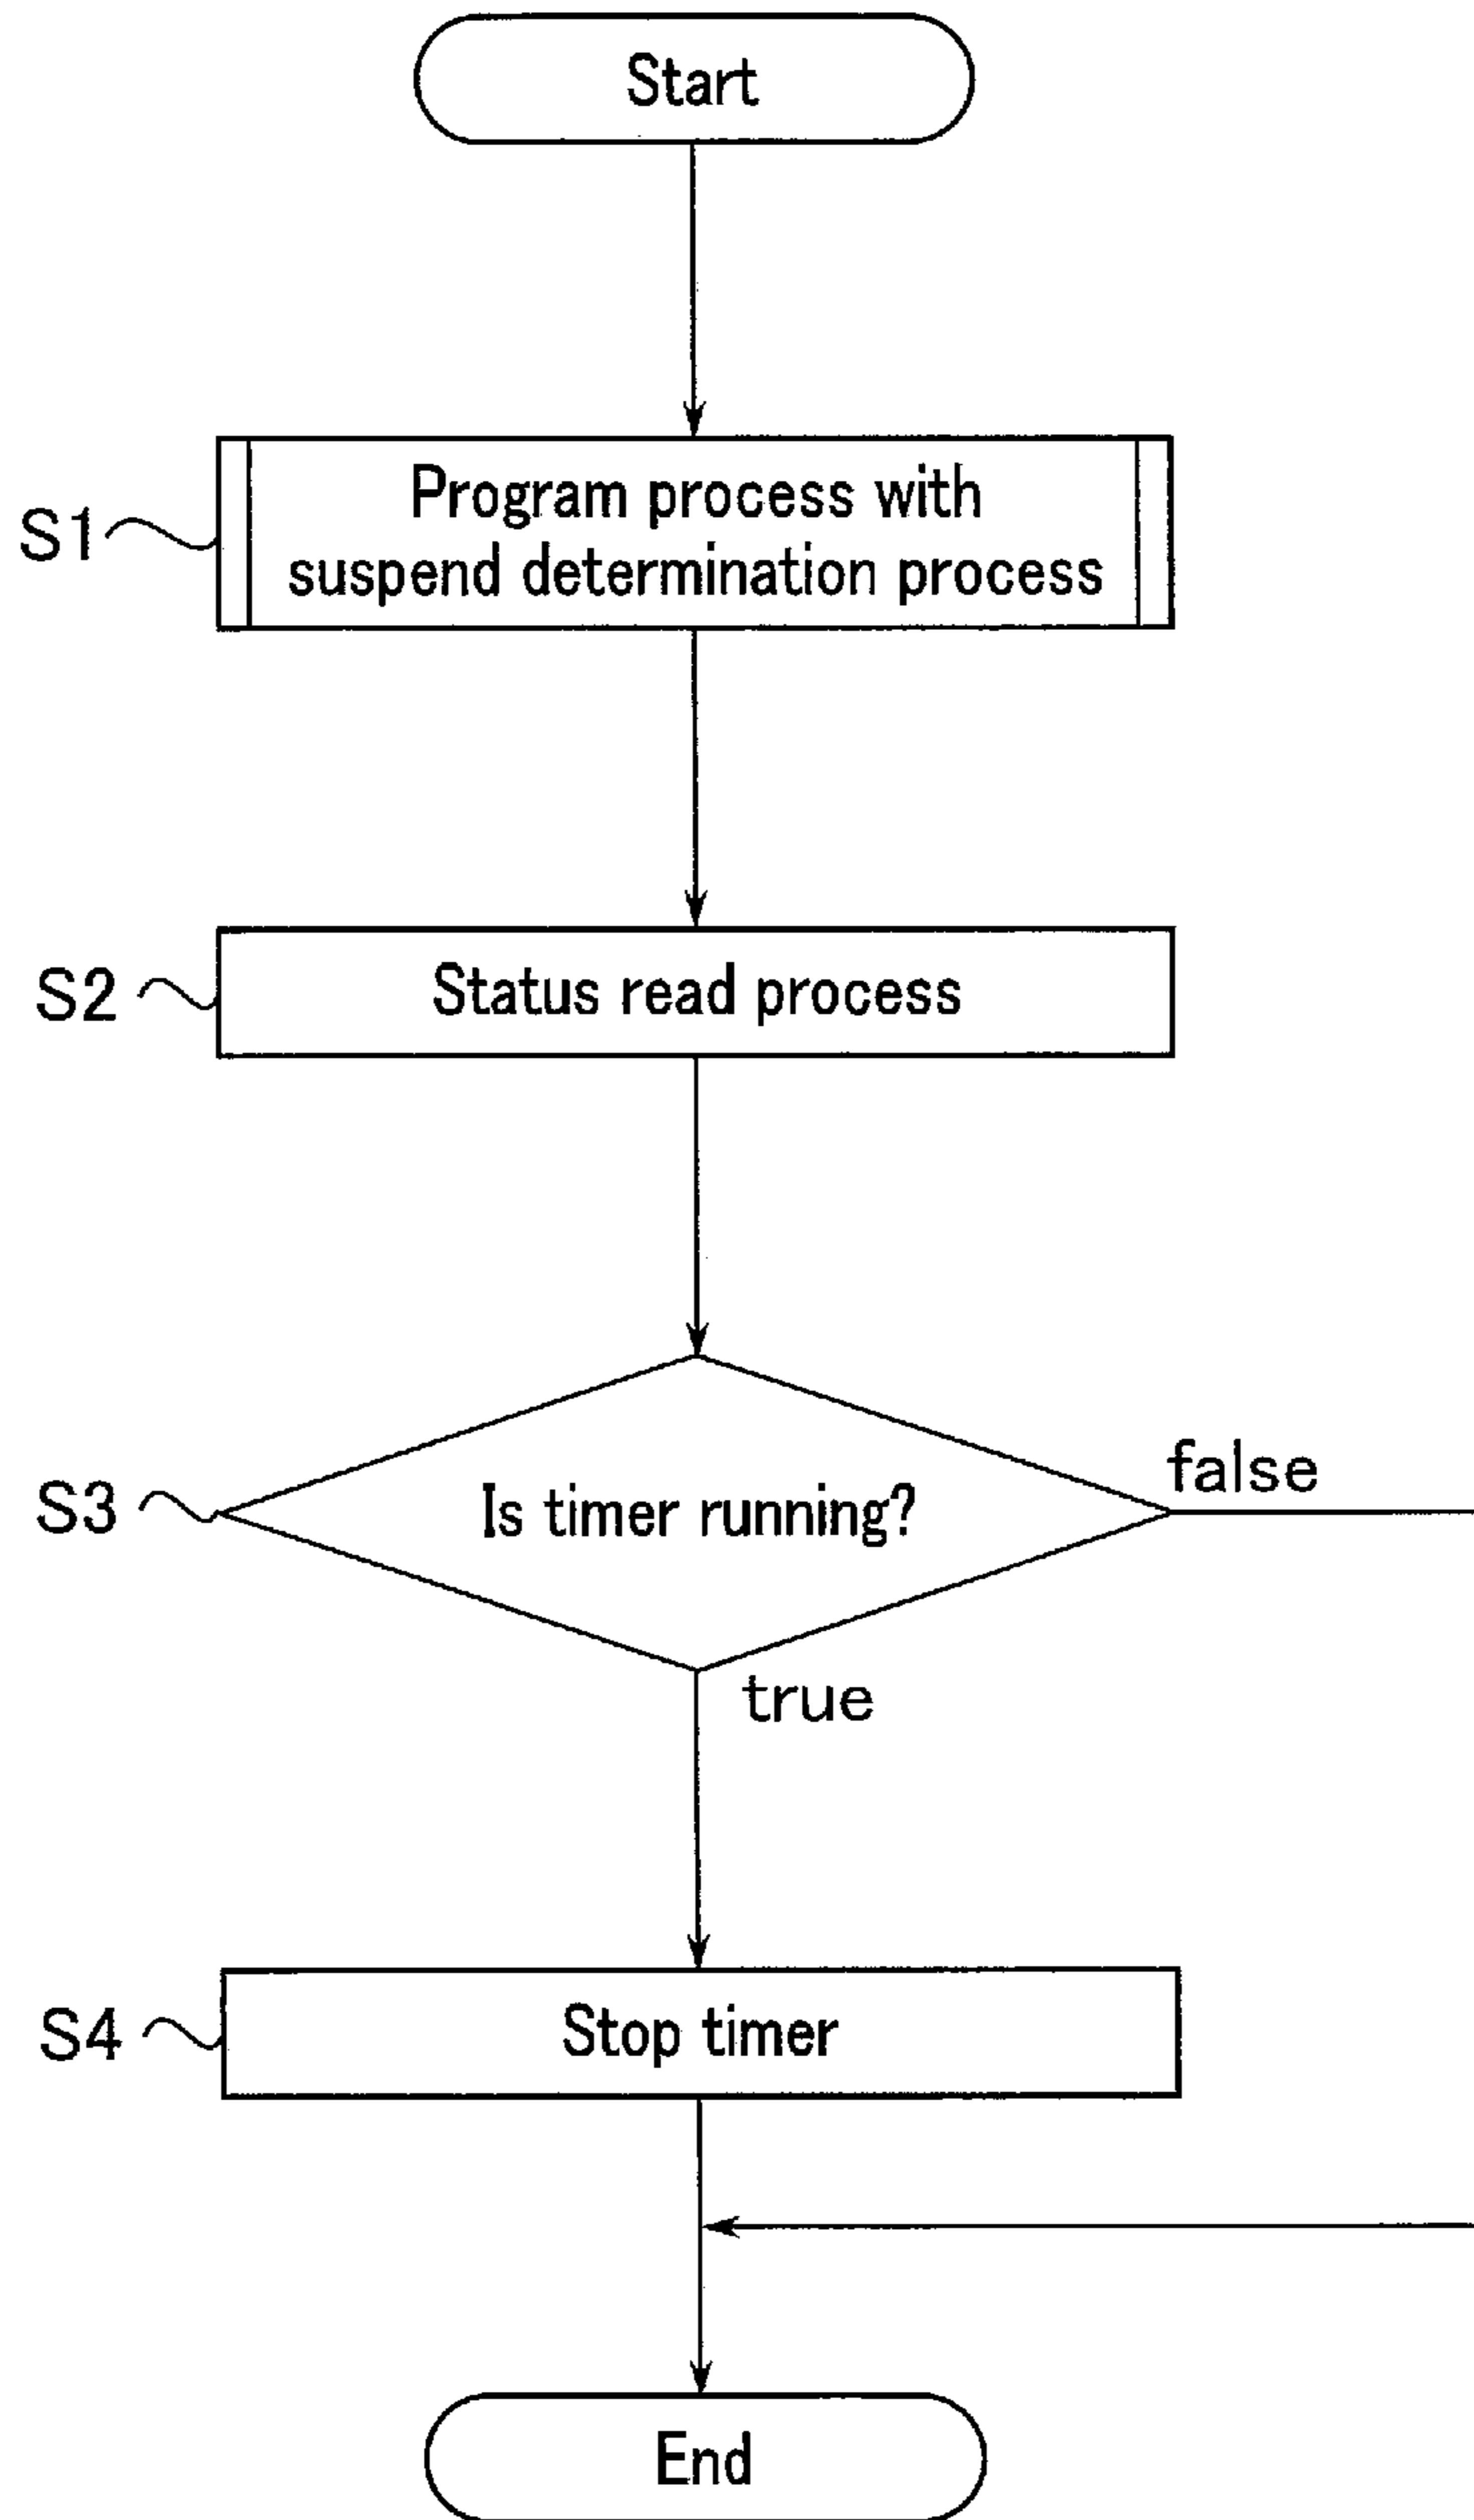 Start
S1
Program process with
suspend determination process
S2
Status read process
S3
Is timer running?
false
true
S4
Stop timer
End